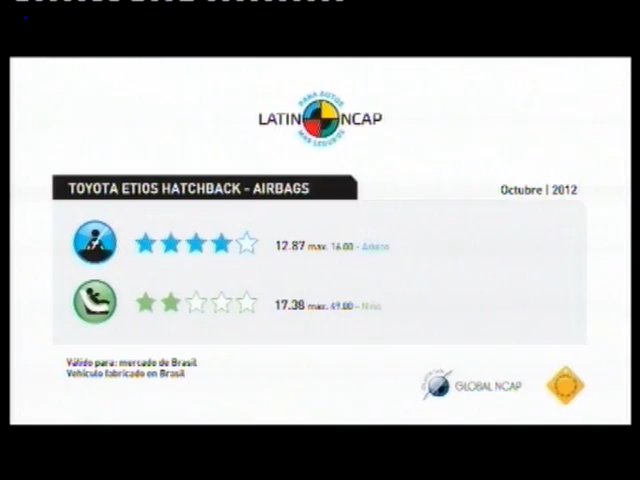 PARA AUTOS
LATIN NCAP
MAS SEGUROS
TOYOTA ETIOS HATCHBACK - AIRBAGS
Octubre | 2012
12.87 max. 16.00 - Adulto
17.38 max. 49.00 - Niño
Válido para: mercado de Brasil
Vehículo fabricado en Brasil
GLOBAL NCAP